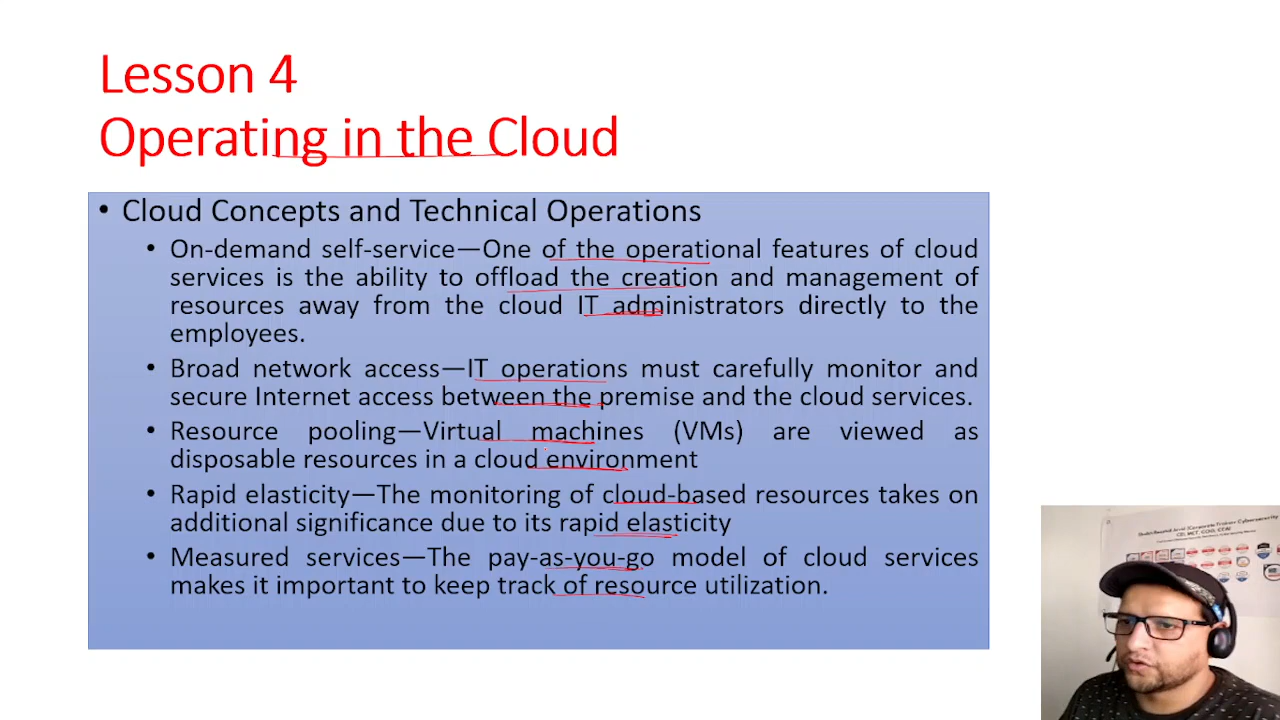 Lesson 4
Operating in the Cloud
• Cloud Concepts and Technical Operations
• On-demand self-service—One of the operational features of cloud
services is the ability to offload the creation and management of
resources away from the cloud IT administrators directly to the
employees.
• Broad network access—IT operations must carefully monitor and
secure Internet access between the premise and the cloud services.
• Resource pooling—Virtual machines (VMs) are viewed as
disposable resources in a cloud environment
• Rapid elasticity—The monitoring of cloud-based resources takes on
additional significance due to its rapid elasticity
• Measured services—The pay-as-you-go model of cloud services
makes it important to keep track of resource utilization.